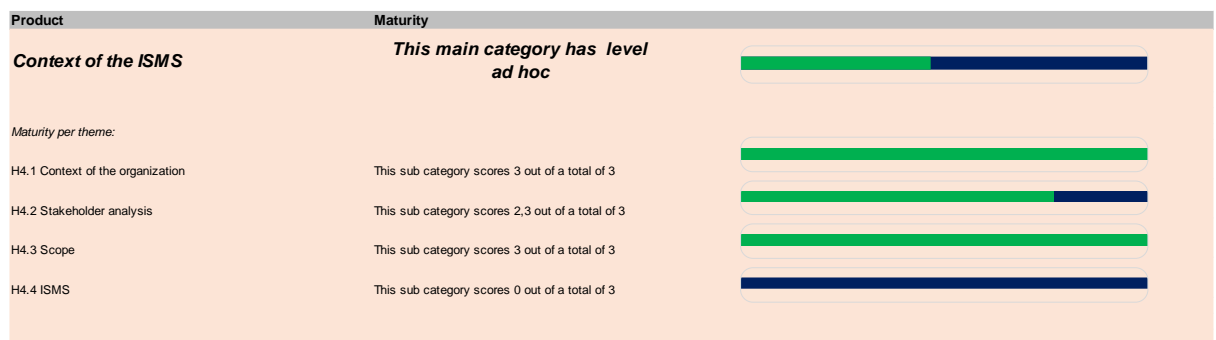 Product Maturity
Context of the ISMS
This main category has level
ad hoc
Maturity per theme:
H4.1 Context of the organization This sub category scores 3 out of a total of 3
H4.2 Stakeholder analysis This sub category scores 2,3 out of a total of 3
H4.3 Scope This sub category scores 3 out of a total of 3
H4.4 ISMS This sub category scores 0 out of a total of 3